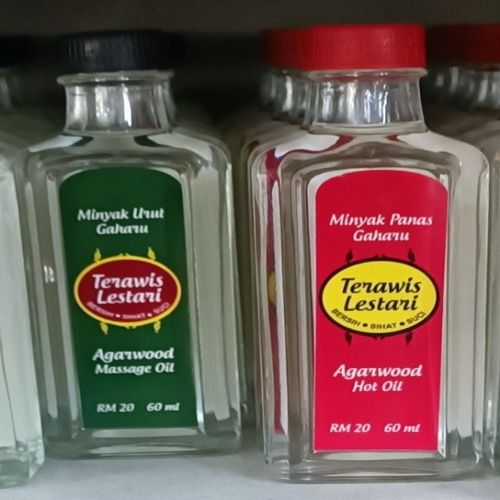 Minyak Urut
Gaharu
Terawis
Lestari
BERSIH • SIHAT • SUCI
Agarwood
Massage Oil
RM 20 60 ml
Minyak Panas
Gaharu
Terawis
Lestari
BERSIH • SIHAT • SUCI
Agarwood
Hot Oil
RM 20 60 ml